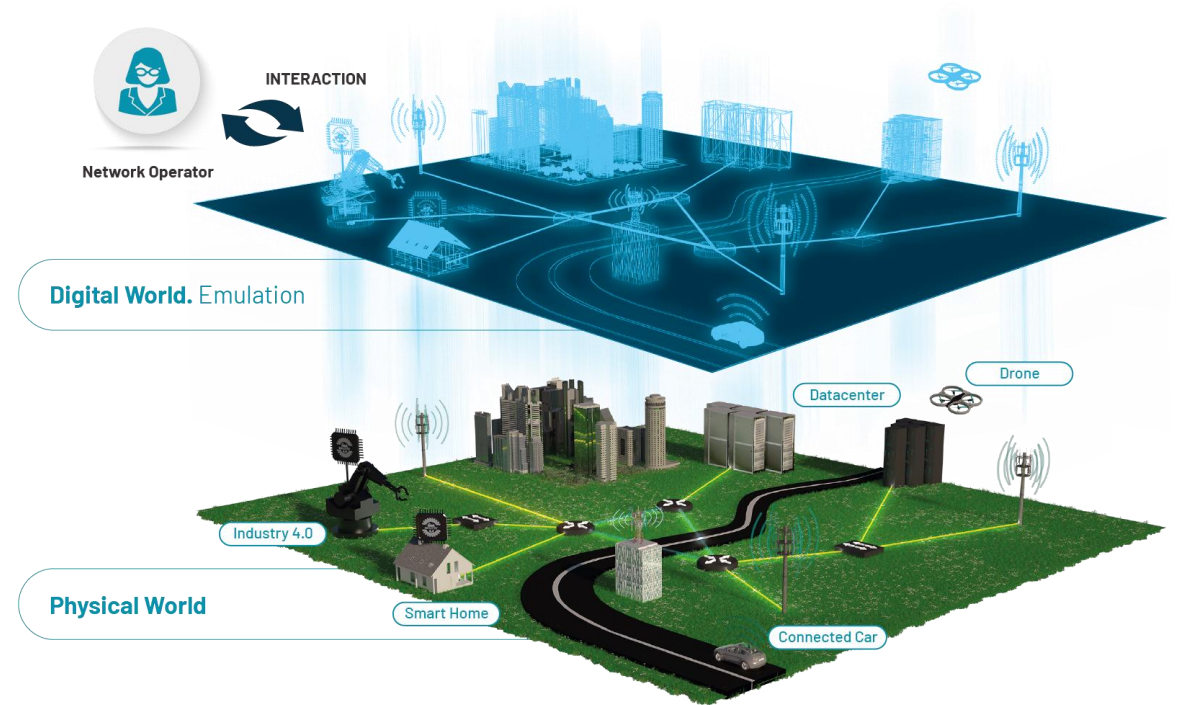 INTERACTION
Network Operator
Digital World. Emulation
Drone
Datacenter
Industry 4.0
Physical World
Smart Home
Connected Car